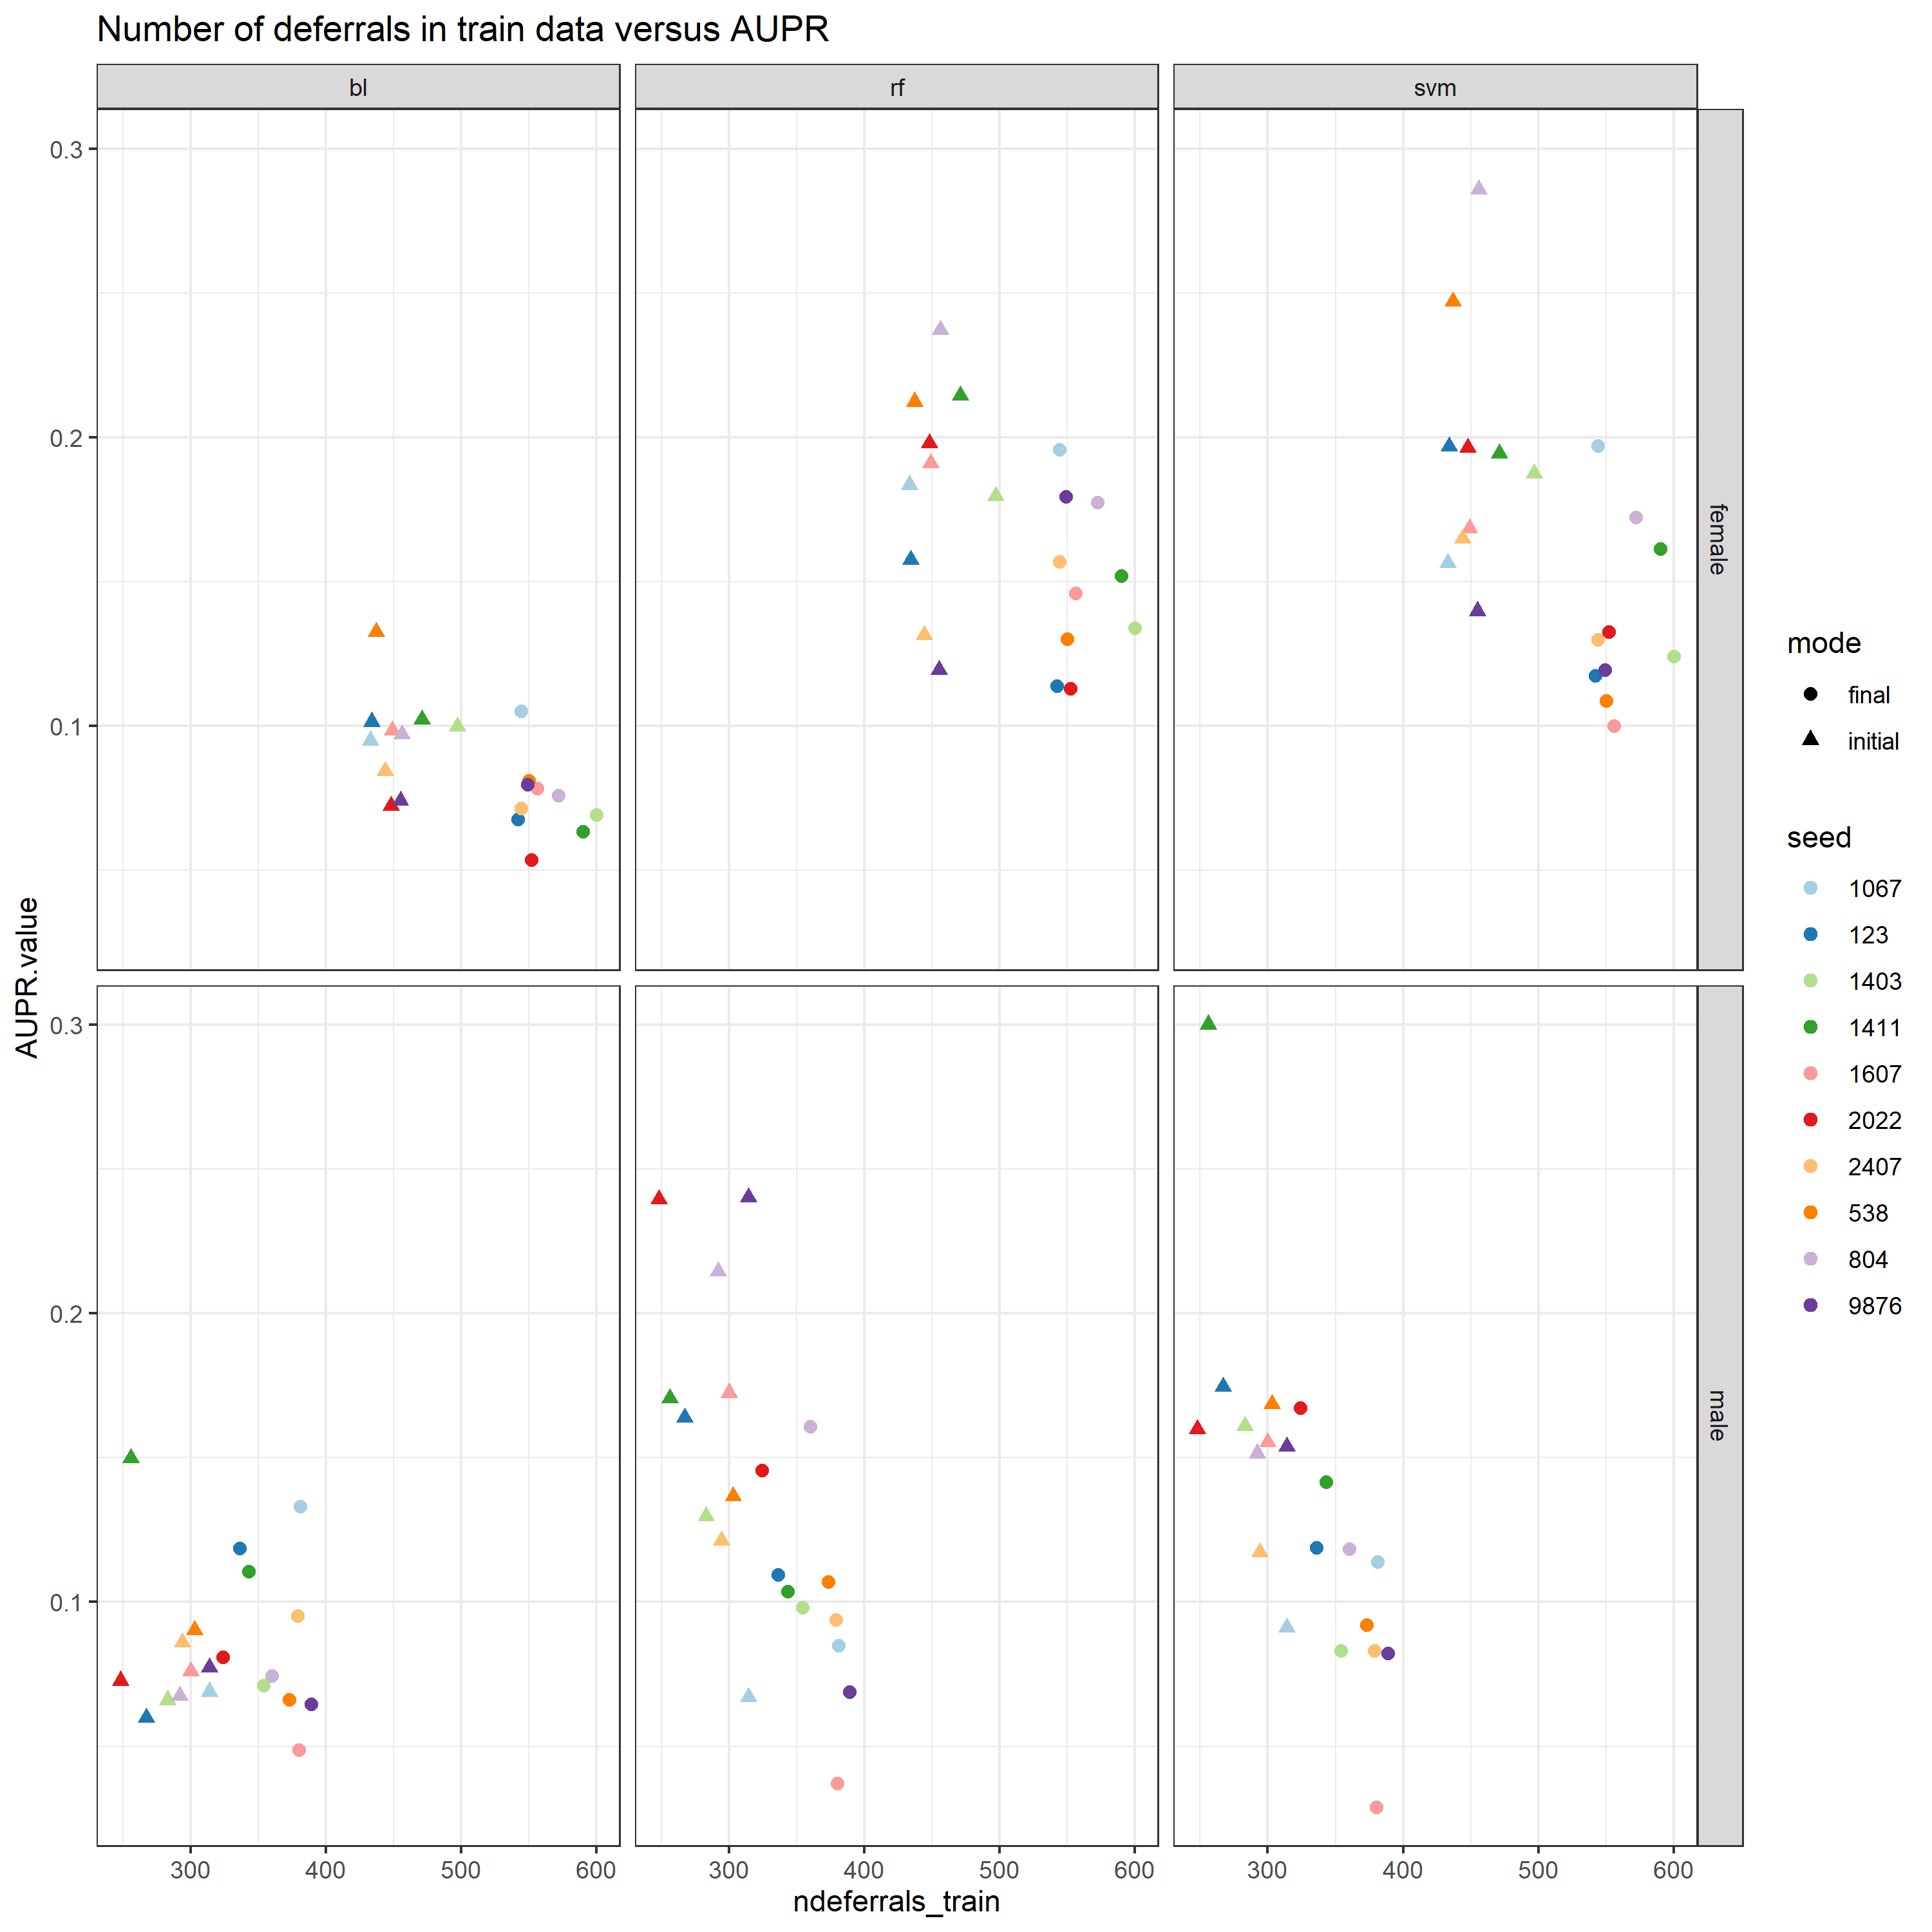 Number of deferrals in train data versus AUPR
bl
rf
svm
0.3
0.2
0.1
female
0.3
0.2
0.1
male
AUPR.value
300
400
500
600
300
400
500
600
300
400
500
600
ndeferrals_train
mode
final
initial
seed
1067
123
1403
1411
1607
2022
2407
538
804
9876